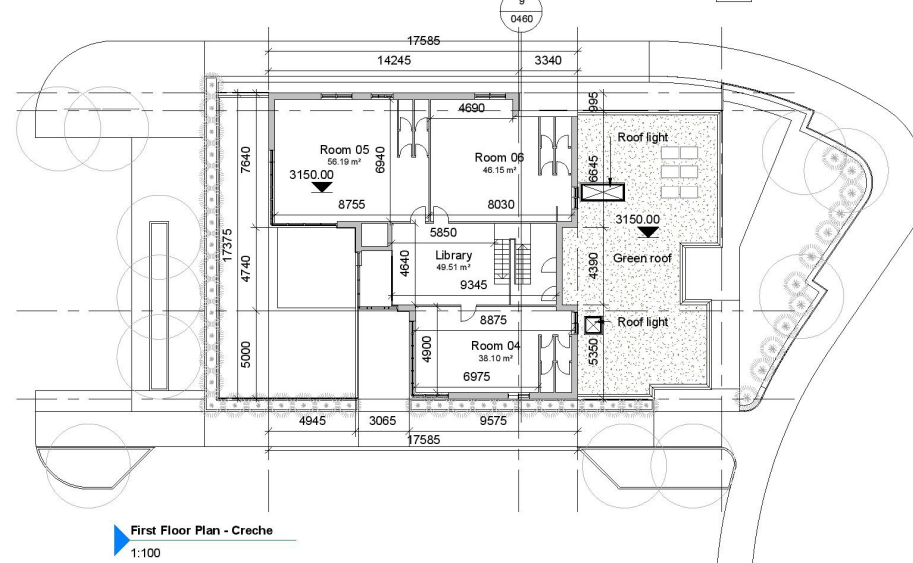 9
0460
17585
14245
3340
995
4690
7640
6940
6645
Room 05
56.19 m²
3150.00
8755
Room 06
46.15 m²
8030
Roof light
3150.00
Green roof
17375
4740
5850
4640
Library
49.51 m²
9345
4390
5000
8875
4900
Room 04
38.10 m²
6975
Roof light
5350
4945
3065
9575
17585
First Floor Plan - Creche
1:100